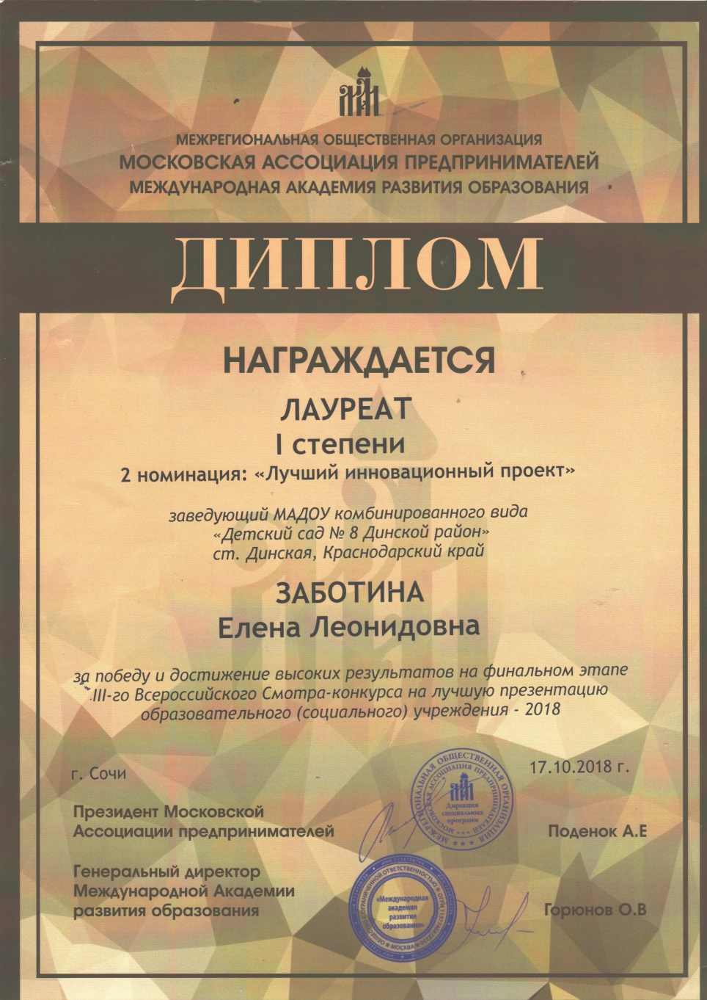 МЕЖРЕГИОНАЛЬНАЯ ОБЩЕСТВЕННАЯ ОРГАНИЗАЦИЯ
МОСКОВСКАЯ АССОЦИАЦИЯ ПРЕДПРИНИМАТЕЛЕЙ
МЕЖДУНАРОДНАЯ АКАДЕМИЯ РАЗВИТИЯ ОБРАЗОВАНИЯ
ДИПЛОМ
НАГРАЖДАЕТСЯ
ЛАУРЕАТ
I степени
2 номинация: «Лучший инновационный проект»
заведующий МАДОУ комбинированного вида
«Детский сад № 8 Динской район»
ст. Динская, Краснодарский край
ЗАБОТИНА
Елена Леонидовна
за победу и достижение высоких результатов на финальном этапе
III-го Всероссийского Смотра-конкурса на лучшую презентацию
образовательного (социального) учреждения - 2018
г. Сочи
17.10.2018 г.
МЕЖРЕГИОНАЛЬНАЯ ОБЩЕСТВЕННАЯ ОРГАНИЗАЦИЯ
МОСКОВСКАЯ АССОЦИАЦИЯ ПРЕДПРИНИМАТЕЛЕЙ
Дирекция
специальных
программ
Президент Московской
Ассоциации предпринимателей
Поденок А.Е
Генеральный директор
Международной Академии
развития образования
Горюнов О.В
ОБЩЕСТВО С ОГРАНИЧЕННОЙ ОТВЕТСТВЕННОСТЬЮ
«Международная
академия
развития
образования»
МОСКВА